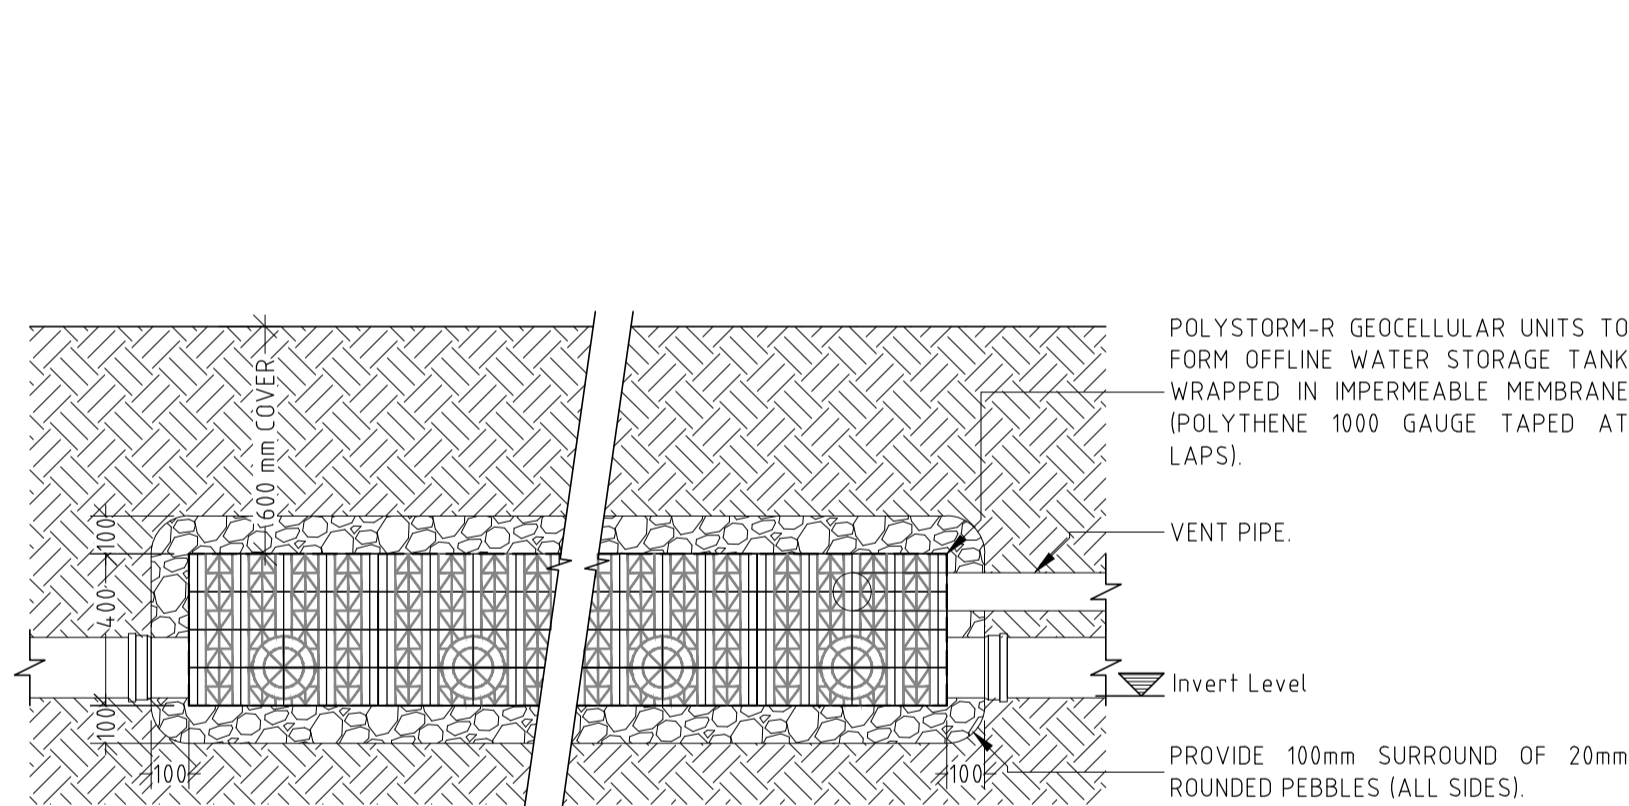 POLYSTORM-R GEOCELLULAR UNITS TO
FORM OFFLINE WATER STORAGE TANK
WRAPPED IN IMPERMEABLE MEMBRANE
(POLYTHENE 1000 GAUGE TAPED AT
LAPS).
600 mm COVER
VENT PIPE.
100
400
100
Invert Level
100
100
PROVIDE 100mm SURROUND OF 20mm
ROUNDED PEBBLES (ALL SIDES).